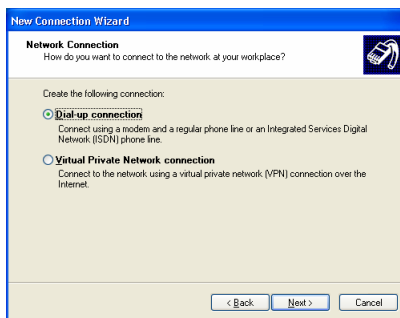 New Connection Wizard
Network Connection
How do you want to connect to the network at your workplace?
Create the following connection:
Dial-up connection
Connect using a modem and a regular phone line or an Integrated Services Digital
Network (ISDN) phone line.
Virtual Private Network connection
Connect to the network using a virtual private network (VPN) connection over the
Internet.
< Back
Next >
Cancel